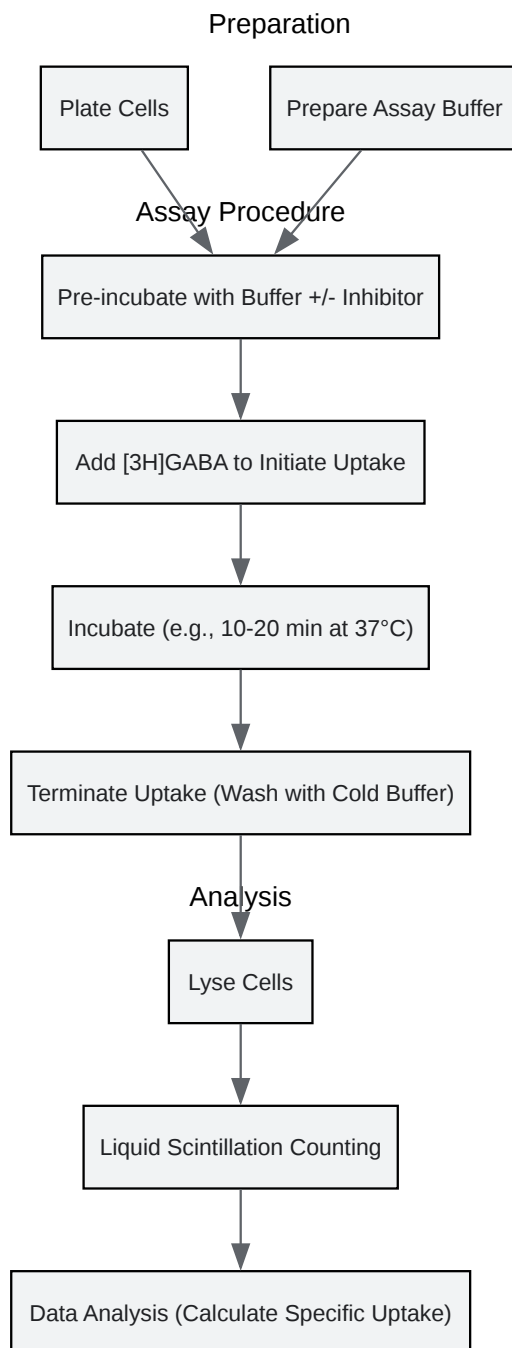 Preparation
Plate Cells
Prepare Assay Buffer
Assay Procedure
Pre-incubate with Buffer +/- Inhibitor
Add [3H]GABA to Initiate Uptake
Incubate (e.g., 10-20 min at 37°C)
Terminate Uptake (Wash with Cold Buffer)
Analysis
Lyse Cells
Liquid Scintillation Counting
Data Analysis (Calculate Specific Uptake)